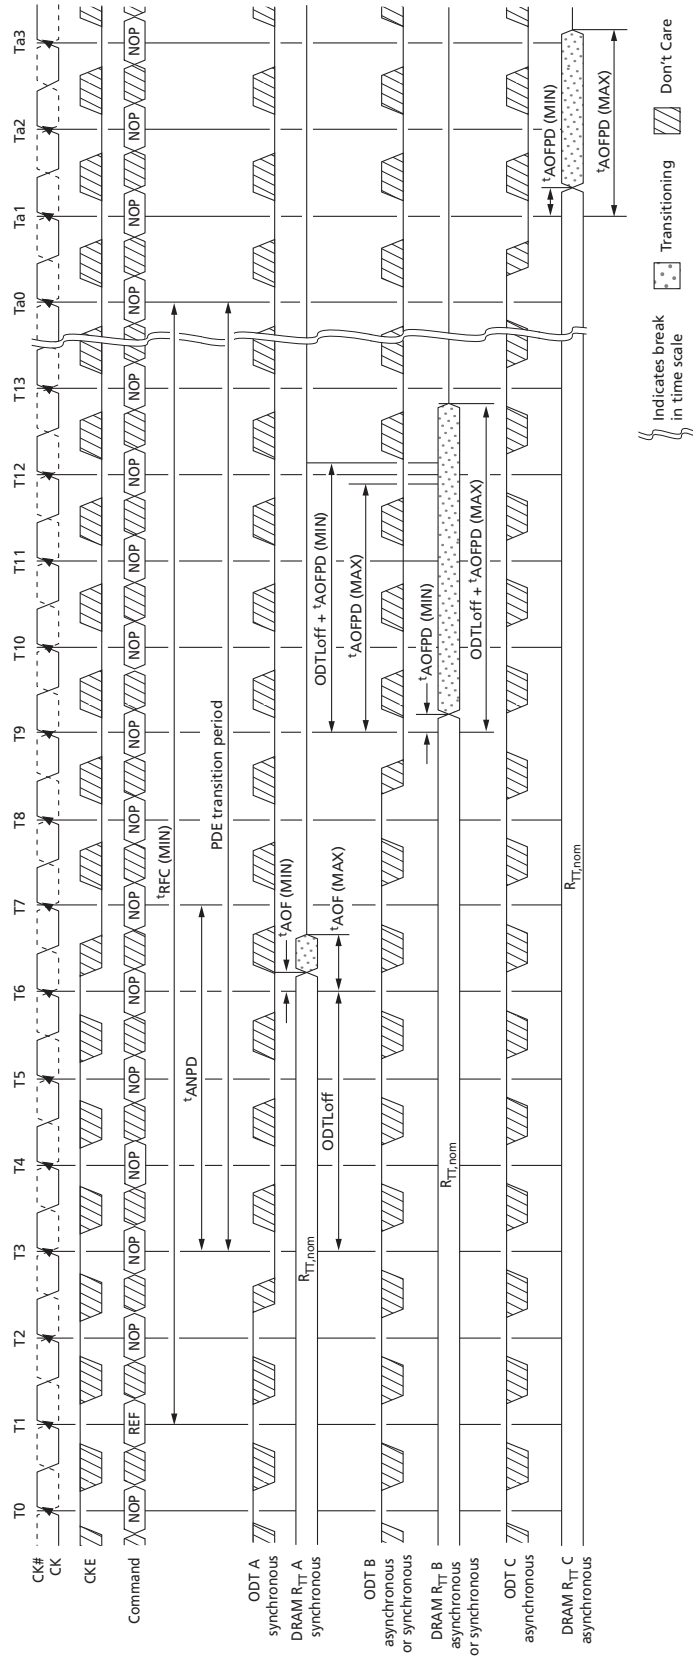 T0 T1 T2 T3 T4 T5 T6 T7 T8 T9 T10 T11 T12 T13 Ta0 Ta1 Ta2 Ta3
CK#
CK
CKE
Command
NOP REF NOP NOP NOP NOP NOP NOP NOP NOP NOP NOP NOP NOP NOP NOP NOP NOP
tRFC (MIN)
tANPD
PDE transition period
ODT A
synchronous
tAOF (MIN)
DRAM RTT A
synchronous
RTT,nom
ODTLoff
tAOF (MAX)
ODTLoff + tAOFPD (MIN)
tAOFPD (MAX)
ODT B
asynchronous
or synchronous
tAOFPD (MIN)
DRAM RTT B
asynchronous
or synchronous
RTT,nom
ODTLoff + tAOFPD (MAX)
ODT C
asynchronous
tAOFPD (MIN)
DRAM RTT C
asynchronous
RTT,nom
tAOFPD (MAX)
Indicates break
in time scale
Transitioning
Don't Care